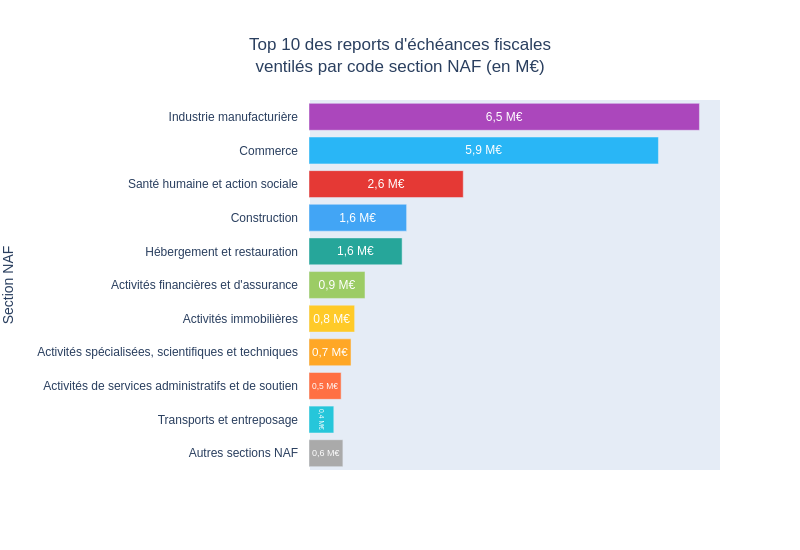 Top 10 des reports d'échéances fiscales
ventilés par code section NAF (en M€)
Section NAF
Industrie manufacturière 6,5 M€
Commerce 5,9 M€
Santé humaine et action sociale 2,6 M€
Construction 1,6 M€
Hébergement et restauration 1,6 M€
Activités financières et d'assurance 0,9 M€
Activités immobilières 0,8 M€
Activités spécialisées, scientifiques et techniques 0,7 M€
Activités de services administratifs et de soutien 0,5 M€
Transports et entreposage 0,4 M€
Autres sections NAF 0,6 M€